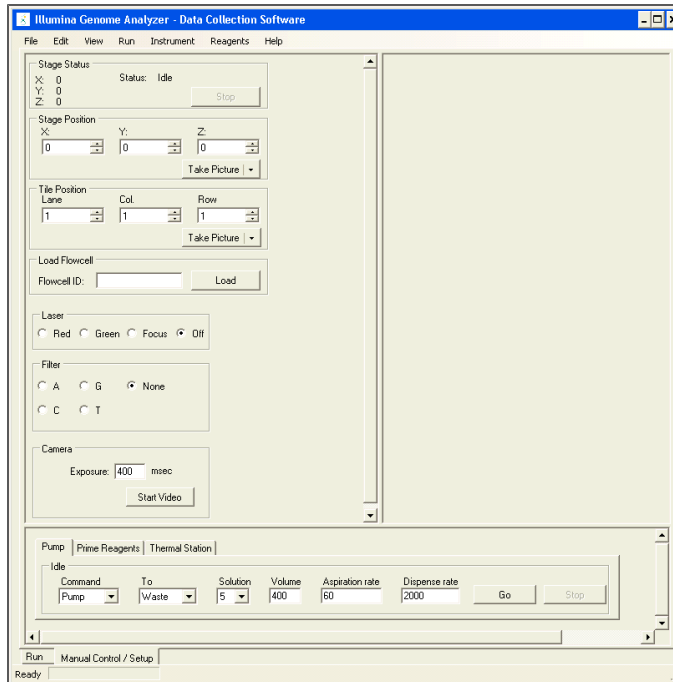 Illumina Genome Analyzer - Data Collection Software
File Edit View Run Instrument Reagents Help
Stage Status
X: 0 Status: Idle
Y: 0
Z: 0
Stop
Stage Position
X: Y: Z:
0 0 0
Take Picture
Tile Position
Lane Col. Row
1 1 1
Take Picture
Load Flowcell
Flowcell ID: Load
Laser
Red Green Focus Off
Filter
A G None
C T
Camera
Exposure: 400 msec
Start Video
Pump Prime Reagents Thermal Station
Idle
Command To Solution Volume Aspiration rate Dispense rate
Pump Waste 5 400 60 2000 Go Stop
Run Manual Control / Setup
Ready